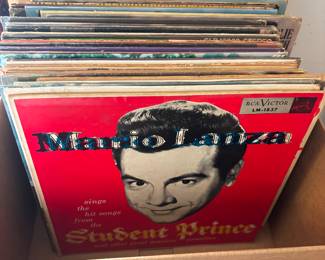 RCA VICTOR
LM-1837
Mario Lanza
sings
the
hit songs
from
the
Student Prince